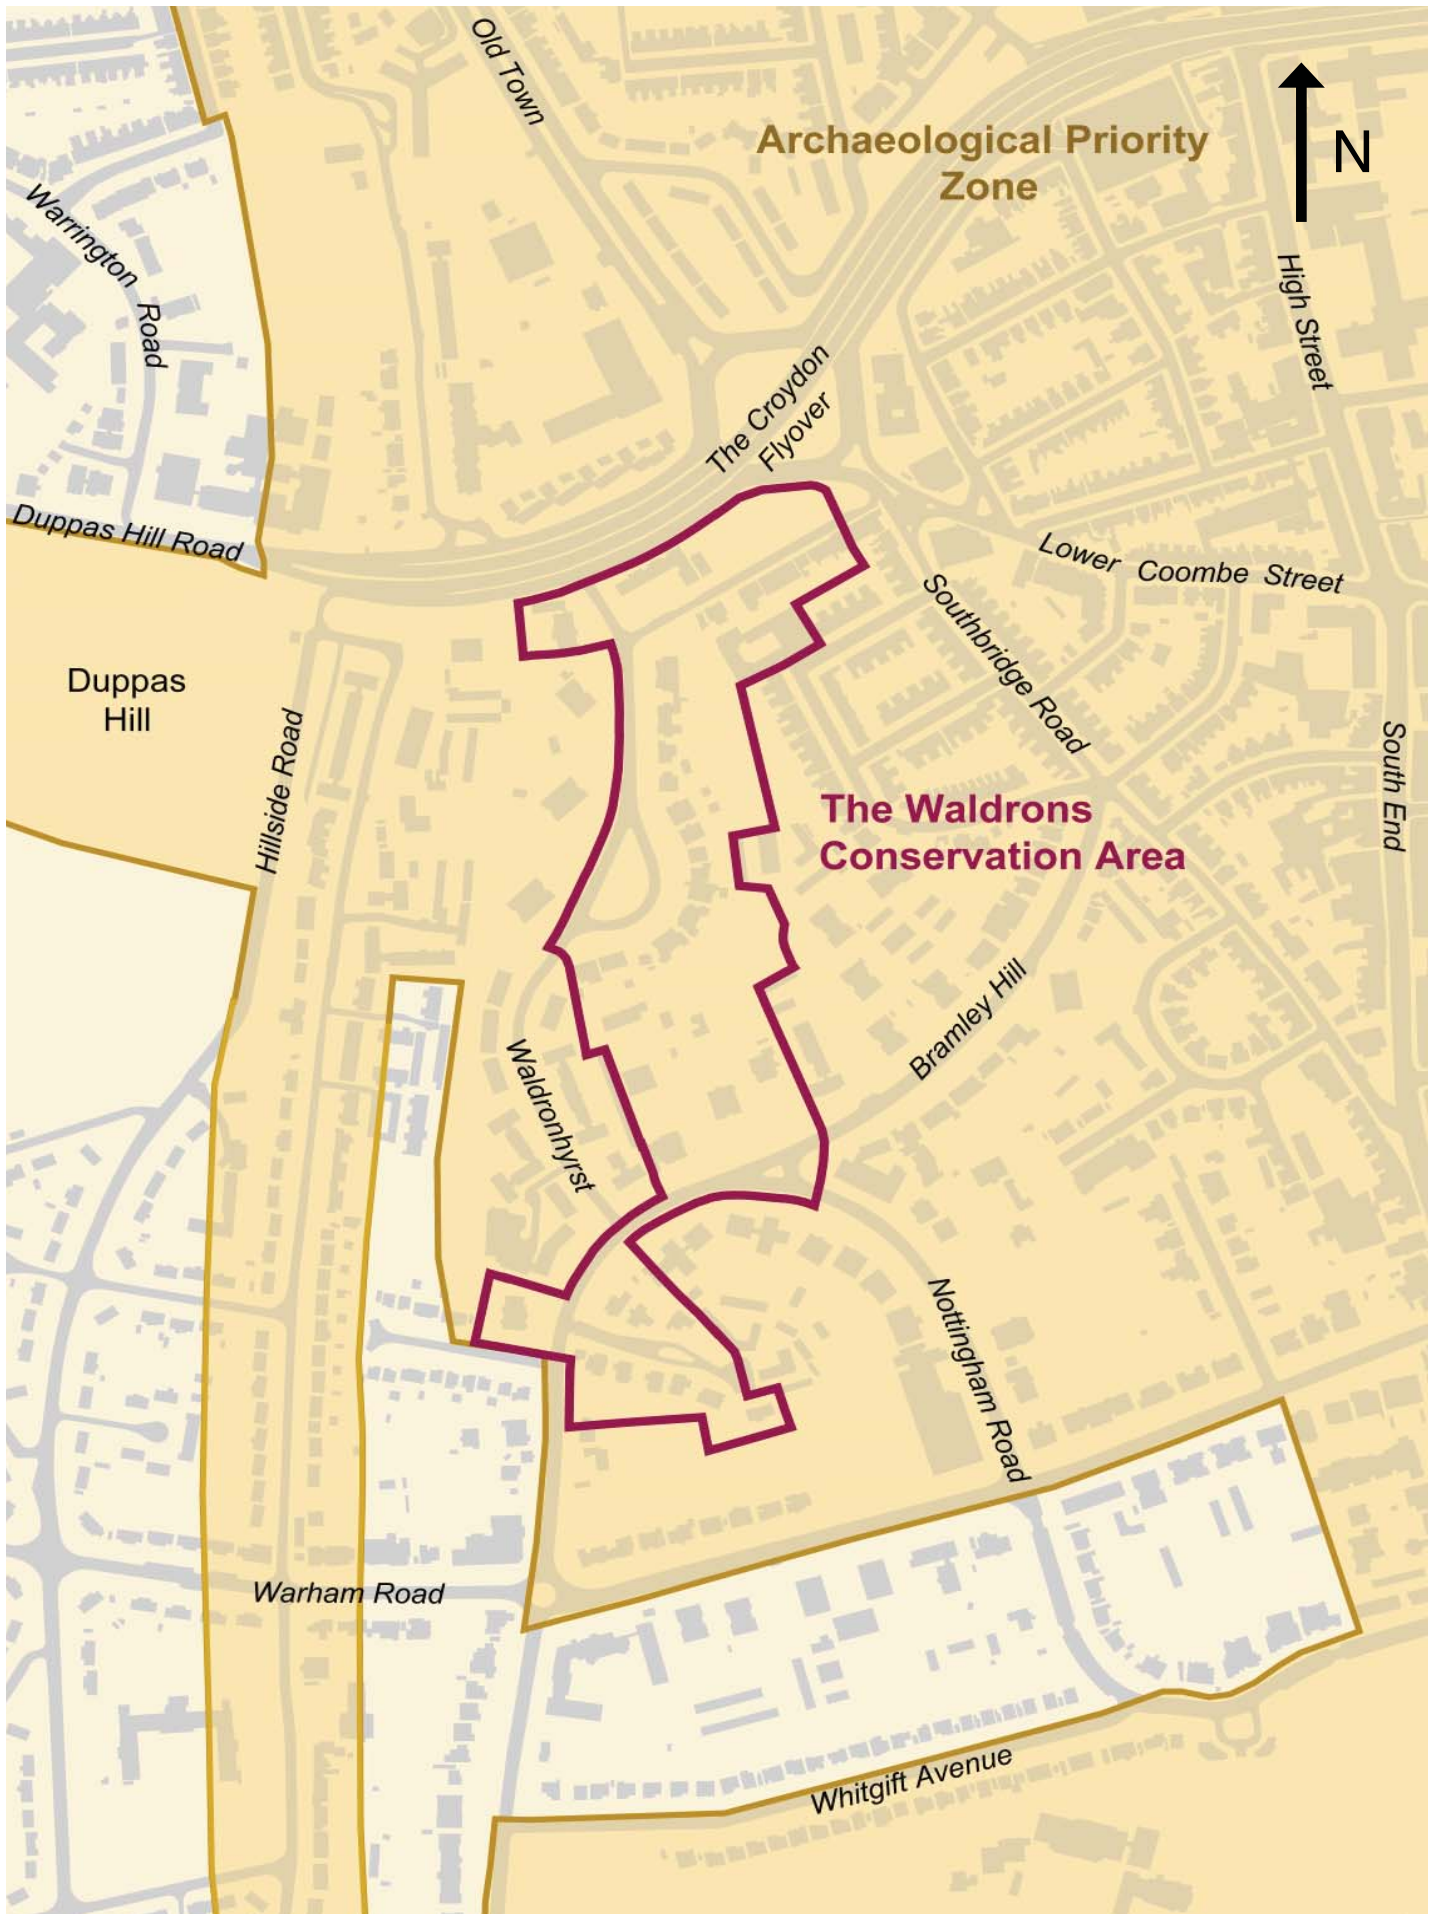 Old Town
Archaeological Priority
Zone
N
Warrington Road
High Street
The Croydon
Flyover
Duppas Hill Road
Lower Coombe Street
Southbridge Road
Duppas
Hill
Hillside Road
South End
The Waldrons
Conservation Area
Bramley Hill
Waldronhyrst
Nottingham Road
Warham Road
Whitgift Avenue